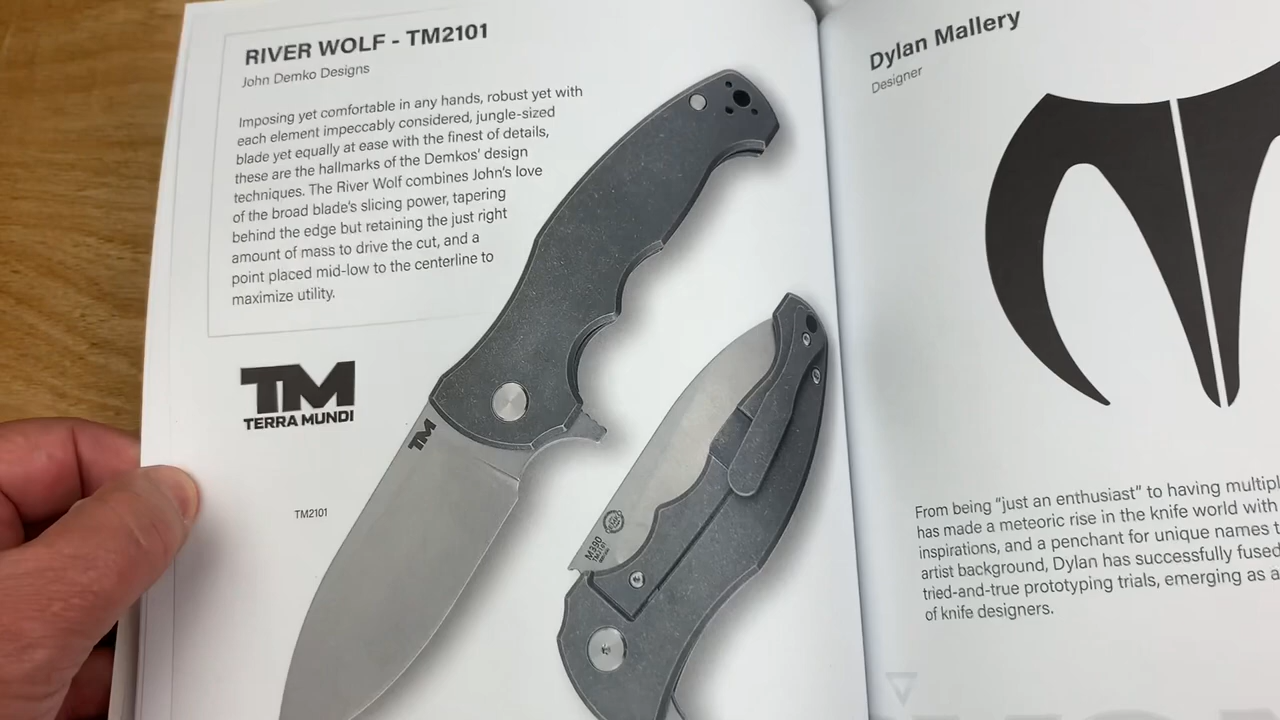 RIVER WOLF - TM2101
John Demko Designs
Imposing yet comfortable in any hands, robust yet with
each element impeccably considered, jungle-sized
blade yet equally at ease with the finest of details,
these are the hallmarks of the Demkos' design
techniques. The River Wolf combines John's love
of the broad blade's slicing power, tapering
behind the edge but retaining the just right
amount of mass to drive the cut, and a
point placed mid-low to the centerline to
maximize utility.
TM
TERRA MUNDI
TM2101
TM
M390
Dylan Mallery
Designer
From being "just an enthusiast" to having multipl
has made a meteoric rise in the knife world with
inspirations, and a penchant for unique names t
artist background, Dylan has successfully fused
tried-and-true prototyping trials, emerging as a
of knife designers.